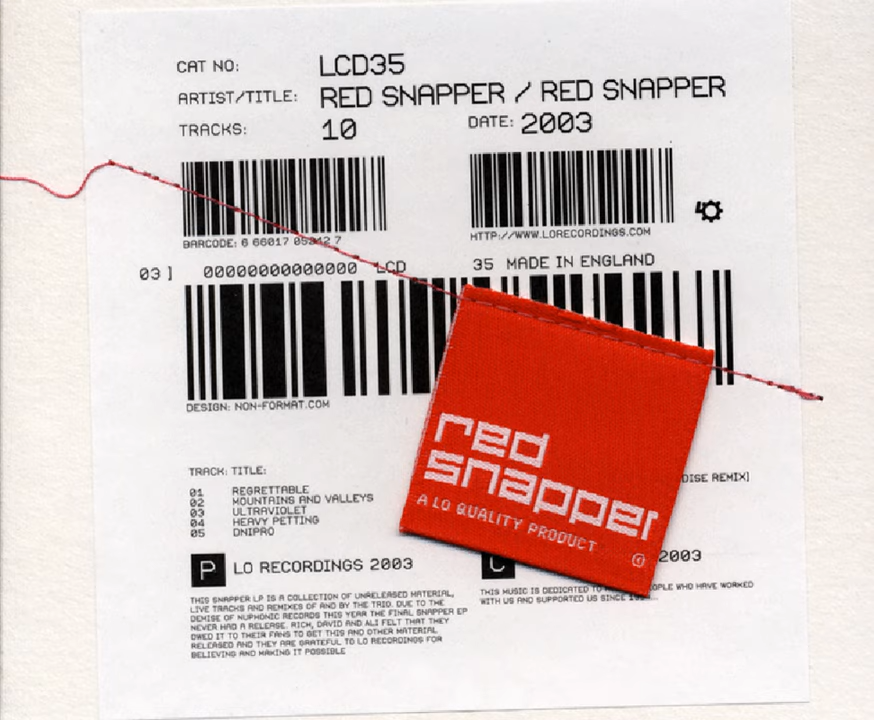 CAT NO: LCD35
ARTIST/TITLE: RED SNAPPER / RED SNAPPER
TRACKS: 10 DATE: 2003
BARCODE: 6 66017 05342 7
HTTP://WWW.LORECORDINGS.COM
03] 00000000000000 LCD 35 MADE IN ENGLAND
DESIGN: NON-FORMAT.COM
red
snapper
A LO QUALITY PRODUCT ©
TRACK: TITLE:
01 REGRETTABLE
02 MOUNTAINS AND VALLEYS
03 ULTRAVIOLET
04 HEAVY PETTING
05 DNIPRO
REMIX]
P LO RECORDINGS 2003
C 2003
THIS SNAPPER LP IS A COLLECTION OF UNRELEASED MATERIAL,
LIVE TRACKS AND REMIXES OF AND BY THE TRIO. DUE TO THE
DEMISE OF NUPHONIC RECORDS THIS YEAR THE FINAL SNAPPER EP
NEVER HAD A RELEASE. RICH, DAVID AND ALI FELT THAT THEY
OWED IT TO THEIR FANS TO GET THIS AND OTHER MATERIAL
RELEASED AND THEY ARE GRATEFUL TO LO RECORDINGS FOR
BELIEVING AND MAKING IT POSSIBLE
THIS MUSIC IS DEDICATED TO WHO HAVE WORKED
WITH US AND SUPPORTED US SINCE